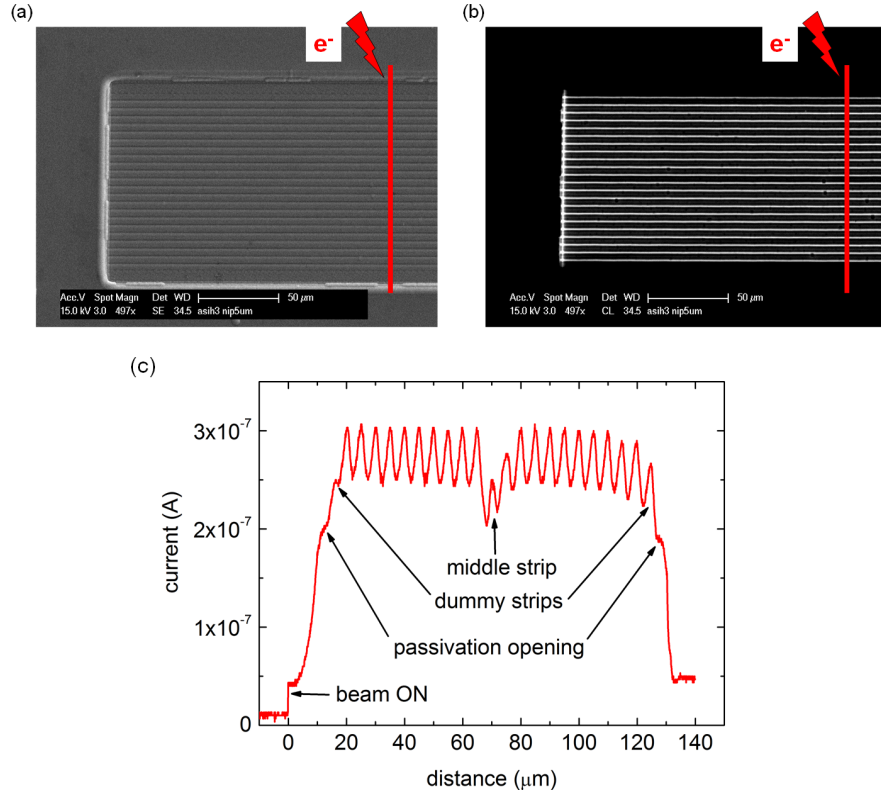 (a)
e-
Acc.V Spot Magn Det WD 50 µm
15.0 kV 3.0 497x SE 34.5 asih3 nip5um
(b)
e-
Acc.V Spot Magn Det WD 50 µm
15.0 kV 3.0 497x CL 34.5 asih3 nip5um
(c)
3x10-7
2x10-7
1x10-7
0
current (A)
middle strip
dummy strips
passivation opening
beam ON
0 20 40 60 80 100 120 140
distance (µm)